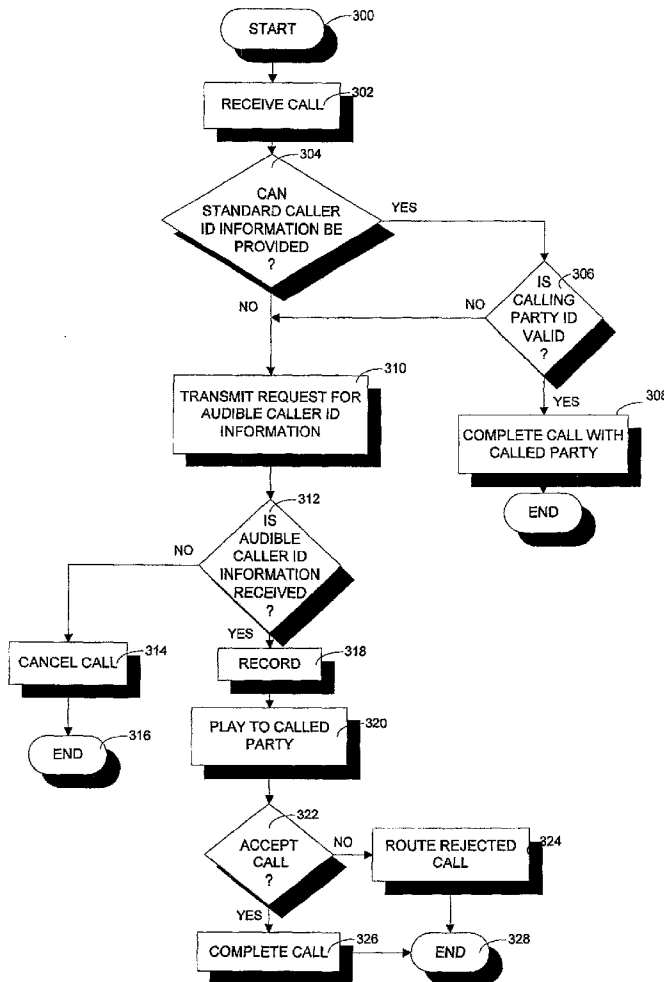 START
300
RECEIVE CALL
302
304
CAN
STANDARD CALLER
ID INFORMATION BE
PROVIDED
?
YES
NO
306
IS
CALLING
PARTY ID
VALID
?
NO
YES
310
TRANSMIT REQUEST FOR
AUDIBLE CALLER ID
INFORMATION
308
COMPLETE CALL WITH
CALLED PARTY
END
312
IS
AUDIBLE
CALLER ID
INFORMATION
RECEIVED
?
NO
YES
CANCEL CALL
314
END
316
RECORD
318
PLAY TO CALLED
PARTY
320
322
ACCEPT
CALL
?
NO
YES
ROUTE REJECTED
CALL
324
COMPLETE CALL
326
END
328